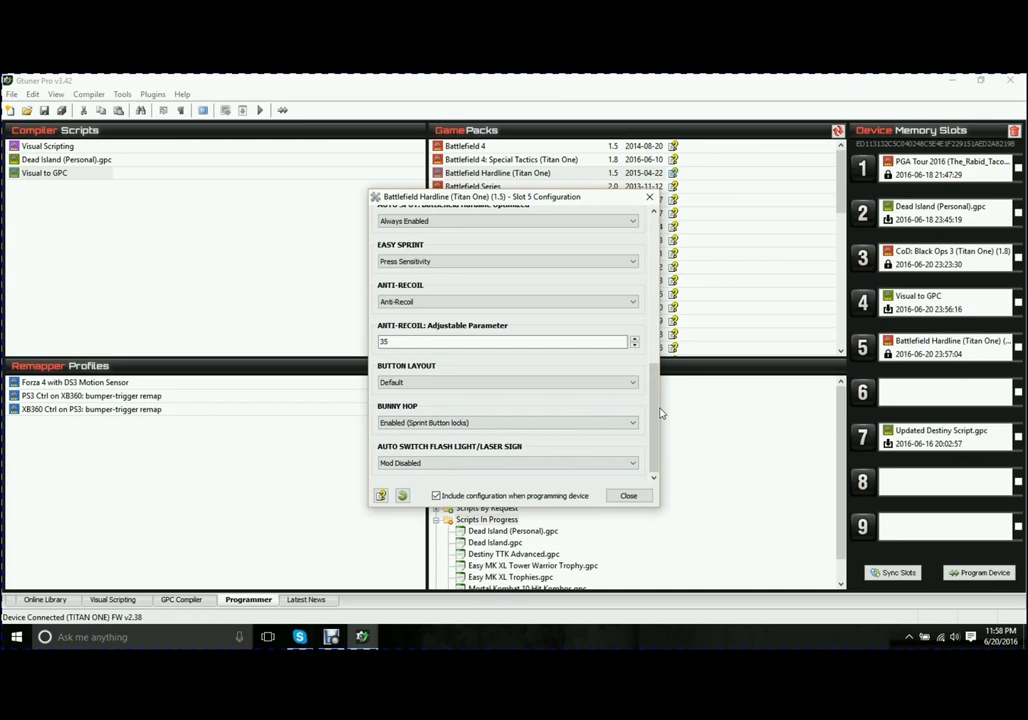 Gtuner Pro v3.42
File Edit View Compiler Tools Plugins Help
Compiler Scripts
Visual Scripting
Dead Island (Personal).gpc
Visual to GPC
GamePacks
Battlefield 4 1.5 2014-08-20
Battlefield 4: Special Tactics (Titan One) 1.8 2016-06-10
Battlefield Hardline (Titan One) 1.5 2015-04-22
Battlefield Series 2.0 2013-11-12
Device Memory Slots
ED113132C5C040248C5E4E1F229151AED2A82198
1 PGA Tour 2016 (The_Rabid_Taco...
2016-06-18 21:47:29
2 Dead Island (Personal).gpc
2016-06-18 23:45:19
3 CoD: Black Ops 3 (Titan One) (1.8)
2016-06-20 23:23:30
4 Visual to GPC
2016-06-20 23:56:16
5 Battlefield Hardline (Titan One) (...
2016-06-20 23:57:04
6
7 Updated Destiny Script.gpc
2016-06-16 20:02:57
8
9
Sync Slots Program Device
Battlefield Hardline (Titan One) (1.5) - Slot 5 Configuration
AUTO SPOT: Battlefield Hardline Optimized
Always Enabled
EASY SPRINT
Press Sensitivity
ANTI-RECOIL
Anti-Recoil
ANTI-RECOIL: Adjustable Parameter
35
BUTTON LAYOUT
Default
BUNNY HOP
Enabled (Sprint Button locks)
AUTO SWITCH FLASH LIGHT/LASER SIGN
Mod Disabled
Include configuration when programming device
Close
Remapper Profiles
Forza 4 with DS3 Motion Sensor
PS3 Ctrl on XB360: bumper-trigger remap
XB360 Ctrl on PS3: bumper-trigger remap
Scripts By Request
Scripts In Progress
Dead Island (Personal).gpc
Dead Island.gpc
Destiny TTK Advanced.gpc
Easy MK XL Tower Warrior Trophy.gpc
Easy MK XL Trophies.gpc
Mortal Kombat 10 Hit Kombos.gpc
Online Library Visual Scripting GPC Compiler Programmer Latest News
Device Connected (TITAN ONE) FW v2.38
Ask me anything
11:58 PM
6/20/2016